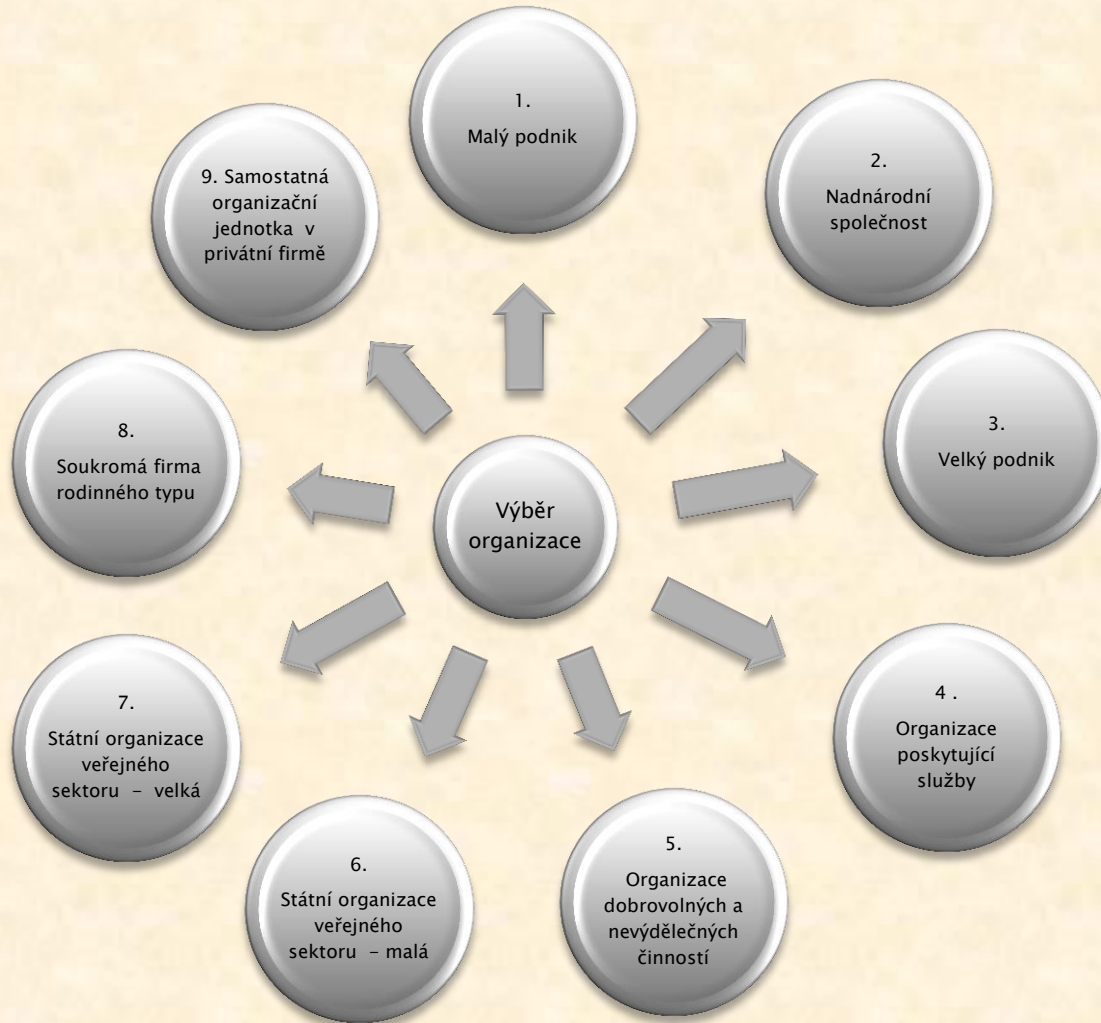 1.
Malý podnik
2.
Nadnárodní
společnost
3.
Velký podnik
4 .
Organizace
poskytující
služby
5.
Organizace
dobrovolných a
nevýdělečných
činností
6.
Státní organizace
veřejného
sektoru – malá
7.
Státní organizace
veřejného
sektoru – velká
8.
Soukromá firma
rodinného typu
9. Samostatná
organizační
jednotka v
privátní firmě
Výběr
organizace